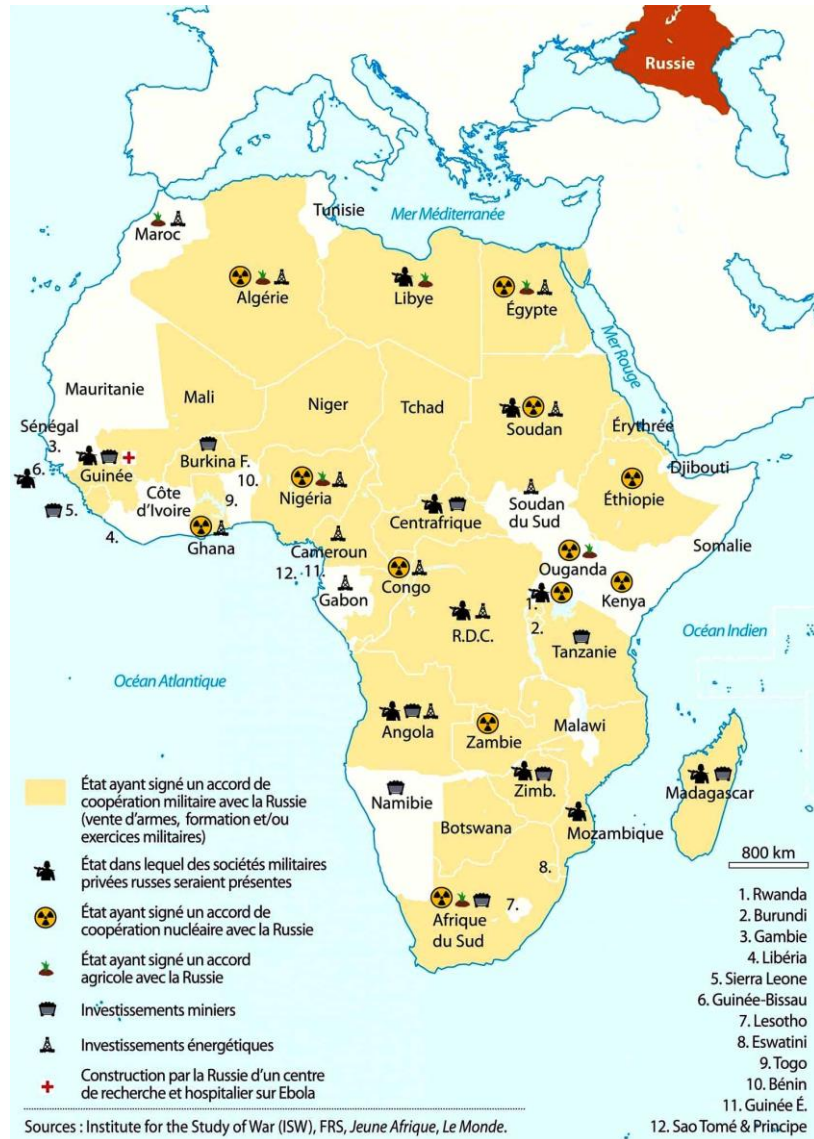 Russie
Mer Méditerranée
Tunisie
Maroc
Algérie
Libye
Égypte
Mer Rouge
Mauritanie
Mali
Niger
Tchad
Soudan
Érythrée
Sénégal
3.
6.
Guinée
Burkina F.
10.
9.
Nigéria
Djibouti
Éthiopie
5.
4.
Côte
d'Ivoire
Ghana
Centrafrique
Soudan
du Sud
Somalie
Cameroun
12.
11.
Gabon
Congo
Ouganda
Kenya
1.
2.
R.D.C.
Tanzanie
Océan Indien
Océan Atlantique
Angola
Zambie
Malawi
Namibie
Zimb.
Madagascar
Botswana
Mozambique
8.
7.
Afrique
du Sud
800 km
État ayant signé un accord de
coopération militaire avec la Russie
(vente d'armes, formation et/ou
exercices militaires)
État dans lequel des sociétés militaires
privées russes seraient présentes
État ayant signé un accord de
coopération nucléaire avec la Russie
État ayant signé un accord
agricole avec la Russie
Investissements miniers
Investissements énergétiques
Construction par la Russie d'un centre
de recherche et hospitalier sur Ebola
1. Rwanda
2. Burundi
3. Gambie
4. Libéria
5. Sierra Leone
6. Guinée-Bissau
7. Lesotho
8. Eswatini
9. Togo
10. Bénin
11. Guinée É.
12. Sao Tomé & Principe
Sources : Institute for the Study of War (ISW), FRS, Jeune Afrique, Le Monde.